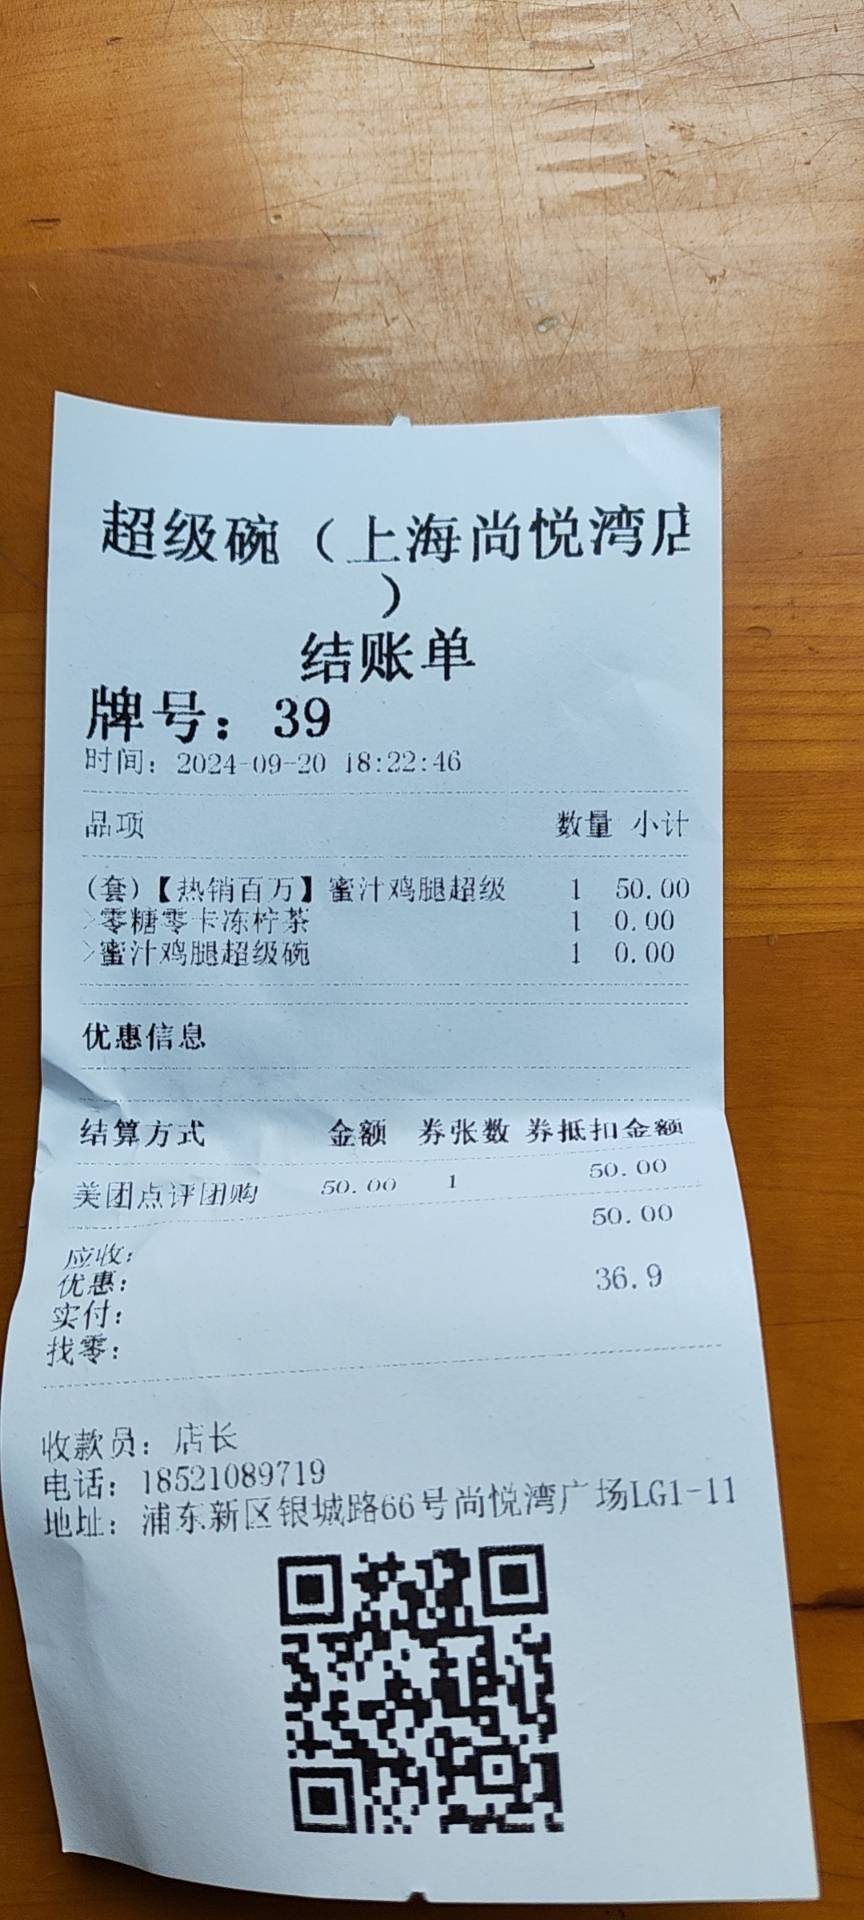 超级碗（上海尚悦湾店
）
结账单
牌号：39
时间：2024-09-20 18:22:46
品项 数量 小计
(套)【热销百万】蜜汁鸡腿超级 1 50.00
>零糖零卡冻柠茶 1 0.00
>蜜汁鸡腿超级碗 1 0.00
优惠信息
结算方式 金额 券张数 券抵扣金额
美团点评团购 50.00 1 50.00
应收： 50.00
优惠：
实付： 36.9
找零：
收款员：店长
电话：18521089719
地址：浦东新区银城路66号尚悦湾广场LG1-11